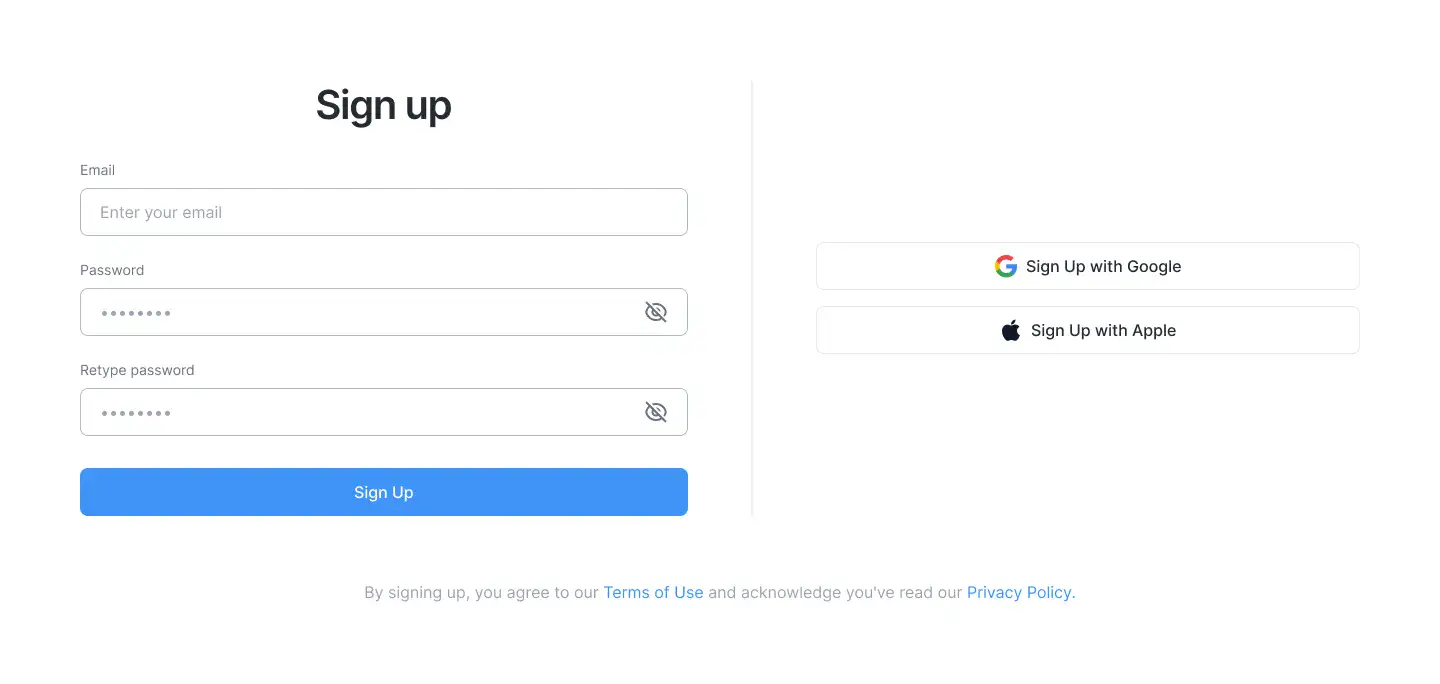 Sign up
Email
Enter your email
Password
••••••••
Retype password
••••••••
Sign Up
Sign Up with Google
Sign Up with Apple
By signing up, you agree to our Terms of Use and acknowledge you've read our Privacy Policy.